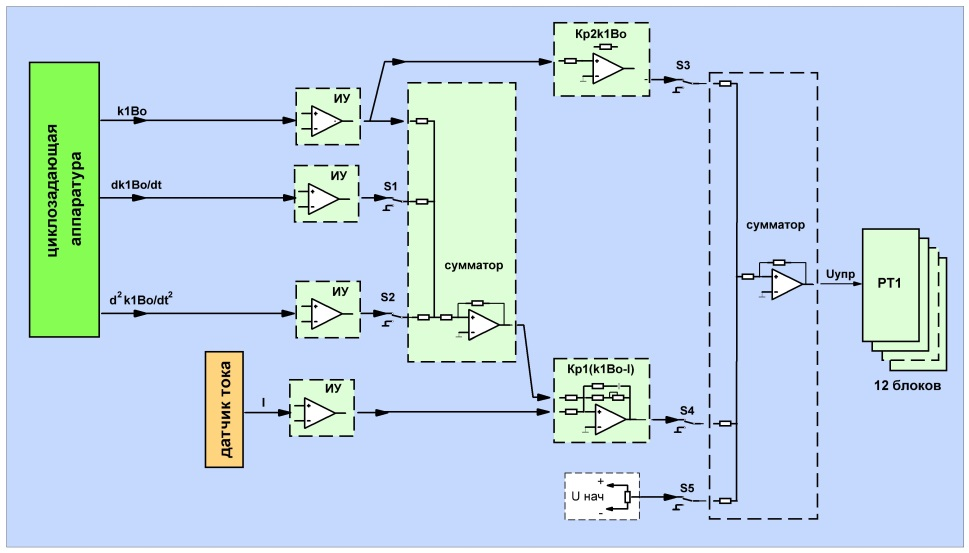 циклозадающая
аппаратура
k1Bo
ИУ
dk1Bo/dt
ИУ
S1
d²k1Bo/dt²
ИУ
S2
сумматор
датчик тока
I
ИУ
Кр2k1Bo
S3
Кр1(k1Bo-I)
S4
+
U нач
-
S5
сумматор
Uупр
РТ1
12 блоков